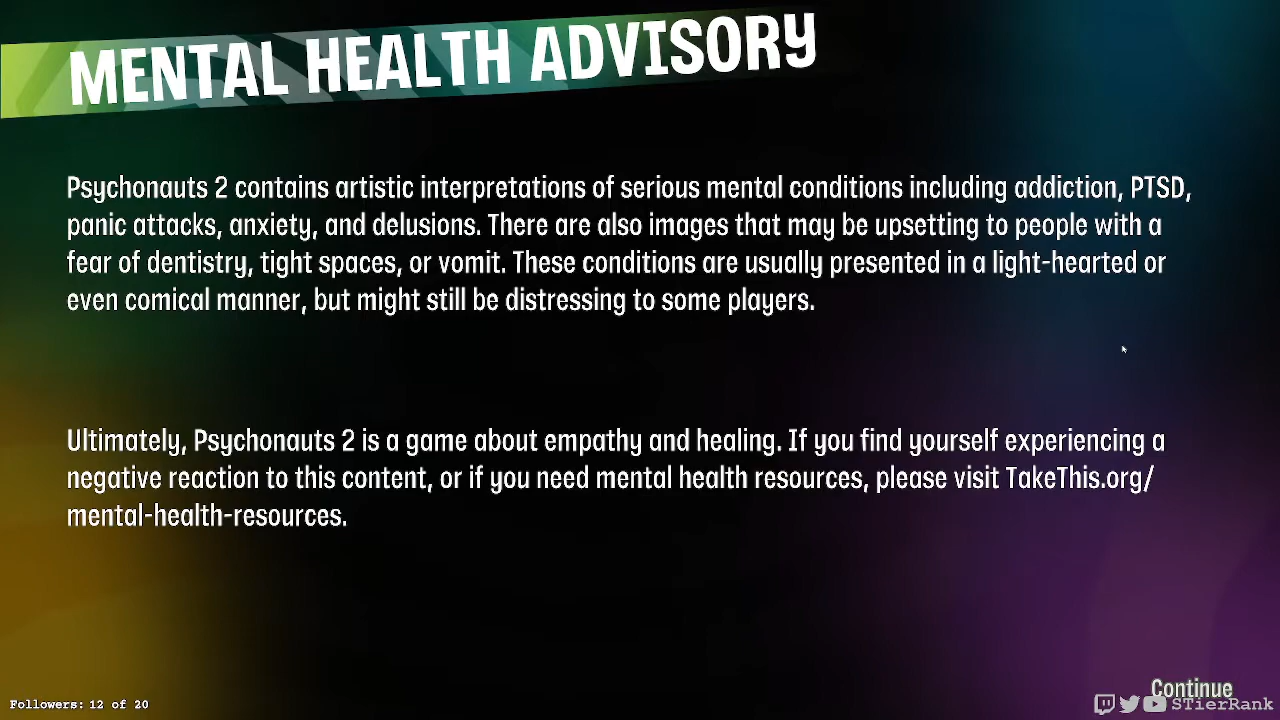 MENTAL HEALTH ADVISORY
Psychonauts 2 contains artistic interpretations of serious mental conditions including addiction, PTSD,
panic attacks, anxiety, and delusions. There are also images that may be upsetting to people with a
fear of dentistry, tight spaces, or vomit. These conditions are usually presented in a light-hearted or
even comical manner, but might still be distressing to some players.
Ultimately, Psychonauts 2 is a game about empathy and healing. If you find yourself experiencing a
negative reaction to this content, or if you need mental health resources, please visit TakeThis.org/
mental-health-resources.
Continue
Followers: 12 of 20
STierRank